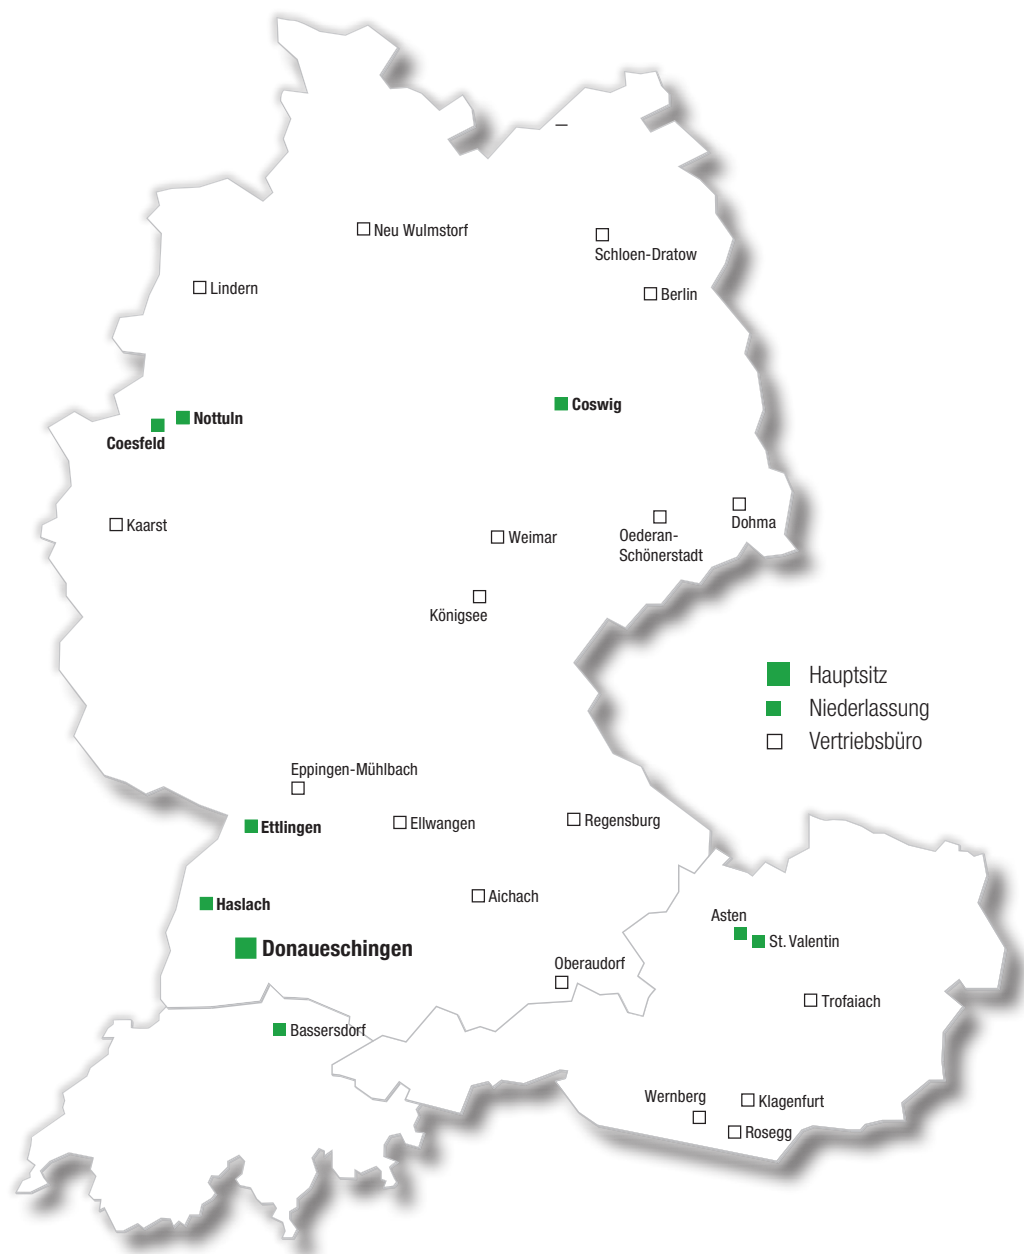 Neu Wulmstorf
Schloen-Dratow
Lindern
Berlin
Coswig
Nottuln
Coesfeld
Kaarst
Dohma
Oederan-
Schönerstadt
Weimar
Königsee
Hauptsitz
Niederlassung
Vertriebsbüro
Eppingen-Mühlbach
Ettlingen
Ellwangen
Regensburg
Aichach
Haslach
Asten
St. Valentin
Donaueschingen
Oberaudorf
Trofaiach
Bassersdorf
Wernberg
Klagenfurt
Rosegg